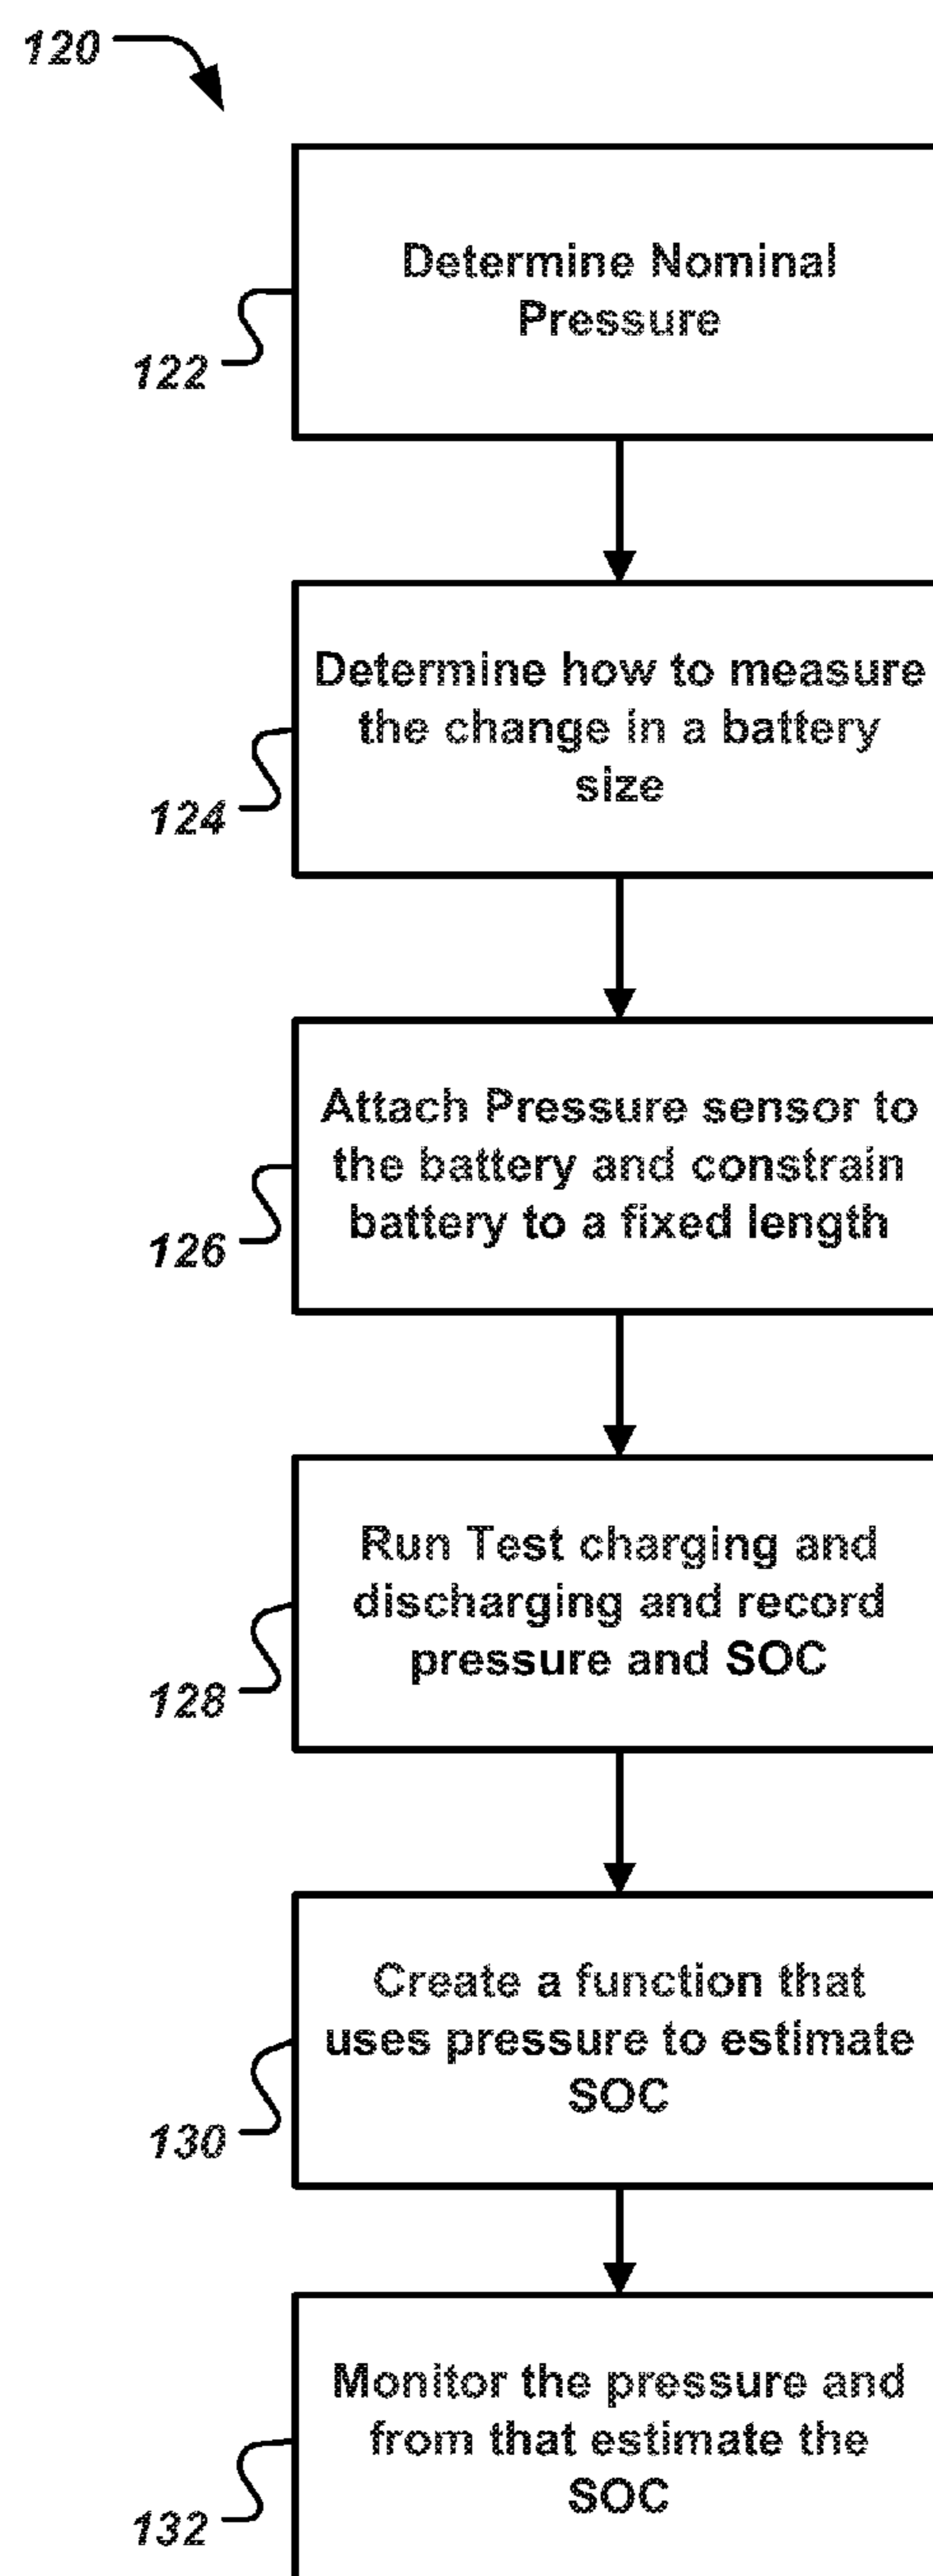 120
Determine Nominal
Pressure
122
Determine how to measure
the change in a battery
size
124
Attach Pressure sensor to
the battery and constrain
battery to a fixed length
126
Run Test charging and
discharging and record
pressure and SOC
128
Create a function that
uses pressure to estimate
SOC
130
Monitor the pressure and
from that estimate the
SOC
132